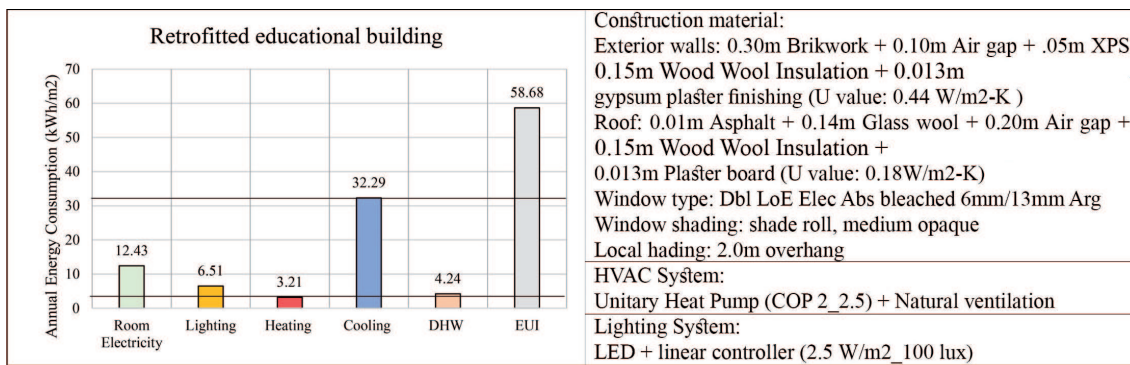 Retrofitted educational building
Annual Energy Consumption (kWh/m2)
70
60
50
40
30
20
10
0
12.43
6.51
3.21
32.29
4.24
58.68
Room Electricity
Lighting
Heating
Cooling
DHW
EUI
Construction material:
Exterior walls: 0.30m Brikwork + 0.10m Air gap + .05m XPS
0.15m Wood Wool Insulation + 0.013m
gypsum plaster finishing (U value: 0.44 W/m2-K )
Roof: 0.01m Asphalt + 0.14m Glass wool + 0.20m Air gap +
0.15m Wood Wool Insulation +
0.013m Plaster board (U value: 0.18W/m2-K)
Window type: Dbl LoE Elec Abs bleached 6mm/13mm Arg
Window shading: shade roll, medium opaque
Local hading: 2.0m overhang
HVAC System:
Unitary Heat Pump (COP 2_2.5) + Natural ventilation
Lighting System:
LED + linear controller (2.5 W/m2_100 lux)